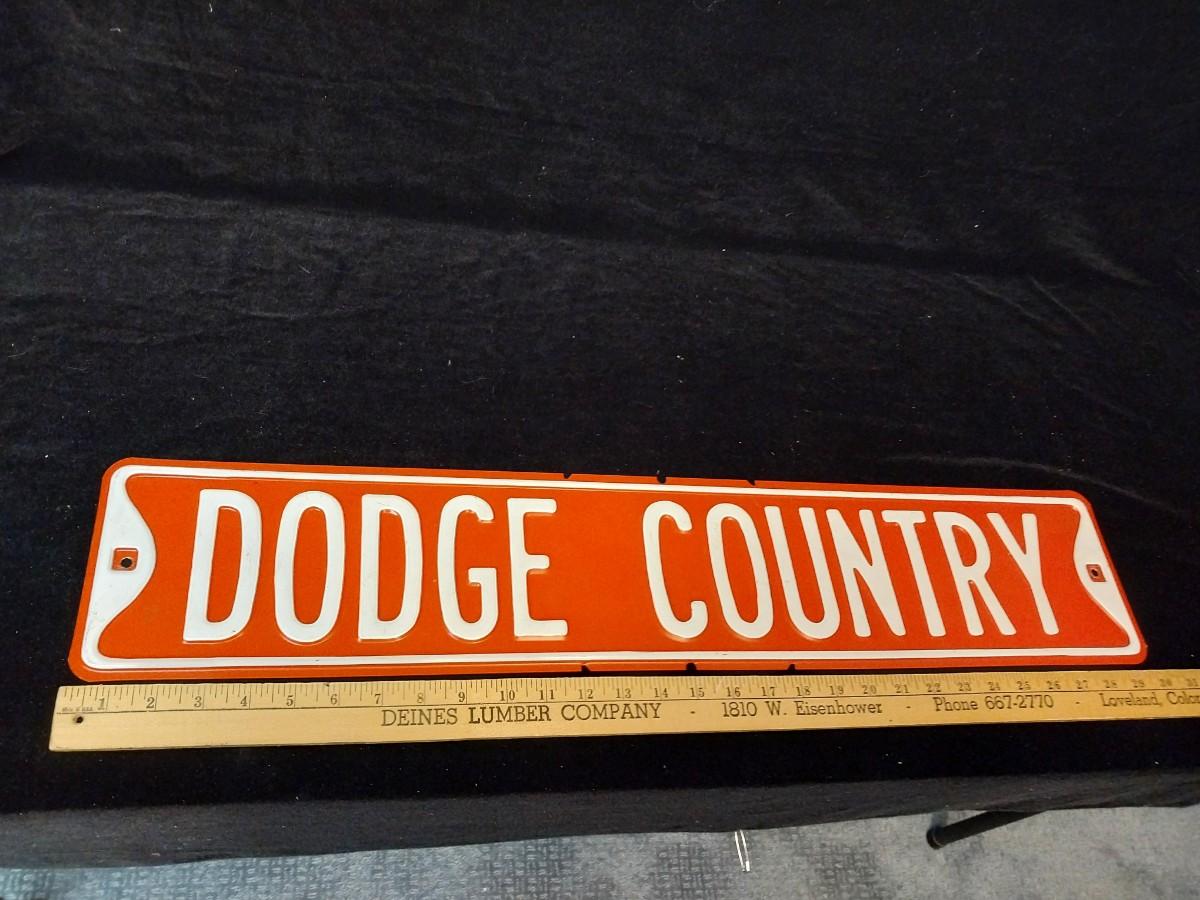 DODGE COUNTRY
1 2 3 4 5 6 7 8 9 10 11 12 13 14 15 16 17 18 19 20 21 22 23 24 25 26 27 28 29 30 31
DEINES LUMBER COMPANY - 1810 W. Eisenhower - Phone 667-2770 - Loveland, Colo